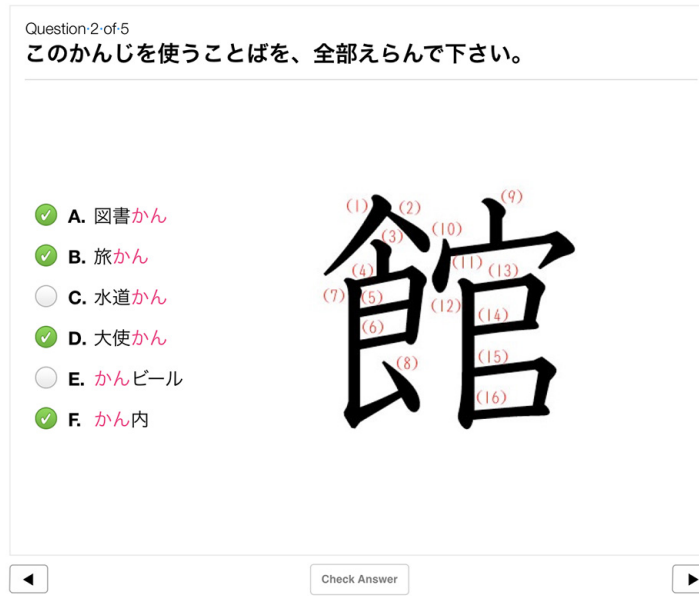 Question 2 of 5
このかんじを使うことばを、全部えらんで下さい。
A. 図書かん
B. 旅かん
C. 水道かん
D. 大使かん
E. かんビール
F. かん内
館
(1)
(2)
(3)
(4)
(5)
(6)
(7)
(8)
(9)
(10)
(11)
(12)
(13)
(14)
(15)
(16)
Check Answer